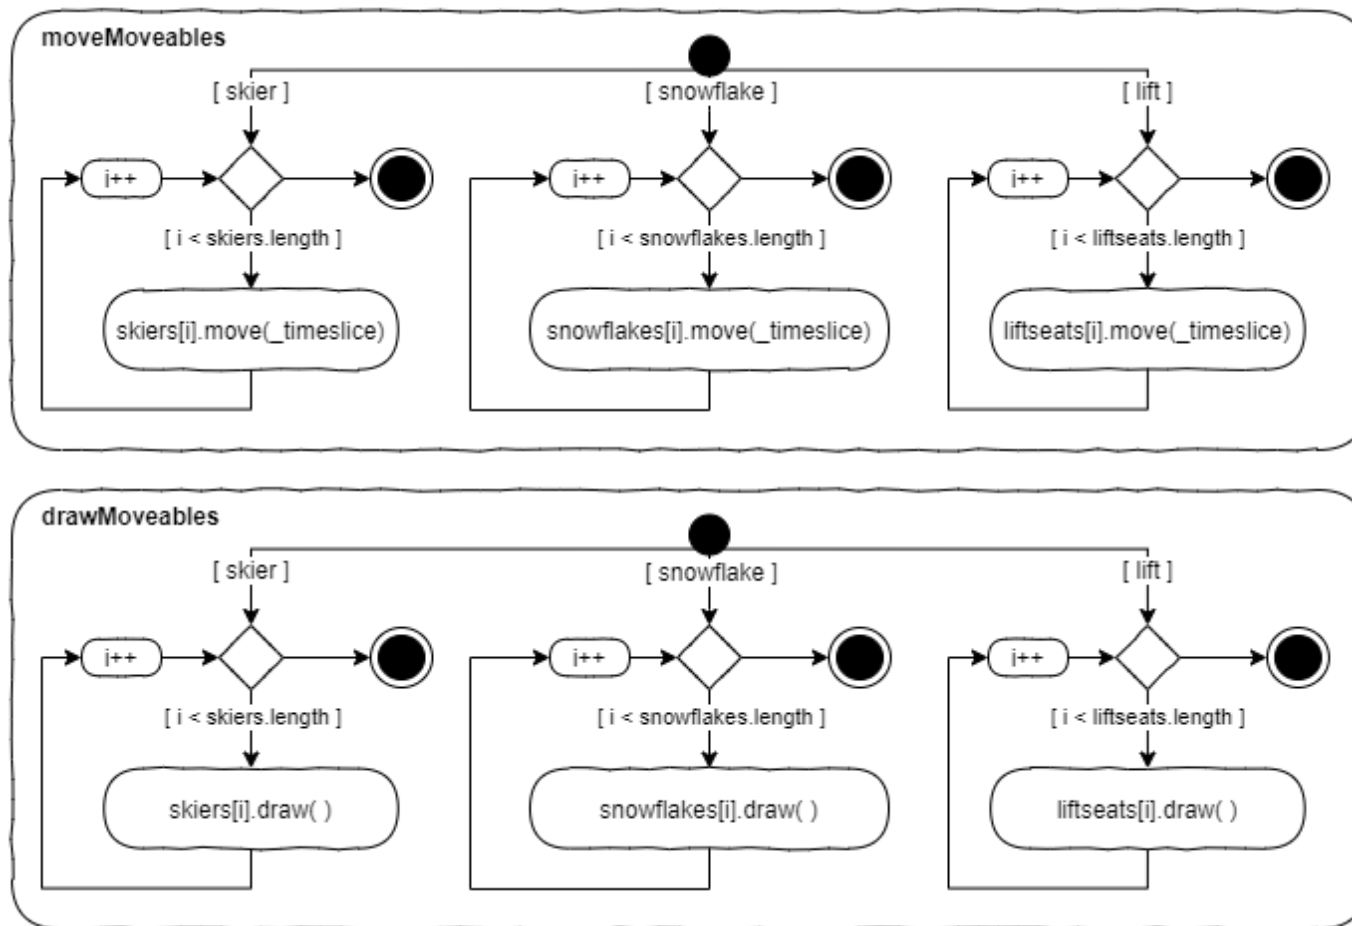 moveMoveables
[ skier ]
[ snowflake ]
[ lift ]
i++
i++
i++
[ i < skiers.length ]
[ i < snowflakes.length ]
[ i < liftseats.length ]
skiers[i].move(_timeslice)
snowflakes[i].move(_timeslice)
liftseats[i].move(_timeslice)
drawMoveables
[ skier ]
[ snowflake ]
[ lift ]
i++
i++
i++
[ i < skiers.length ]
[ i < snowflakes.length ]
[ i < liftseats.length ]
skiers[i].draw( )
snowflakes[i].draw( )
liftseats[i].draw( )